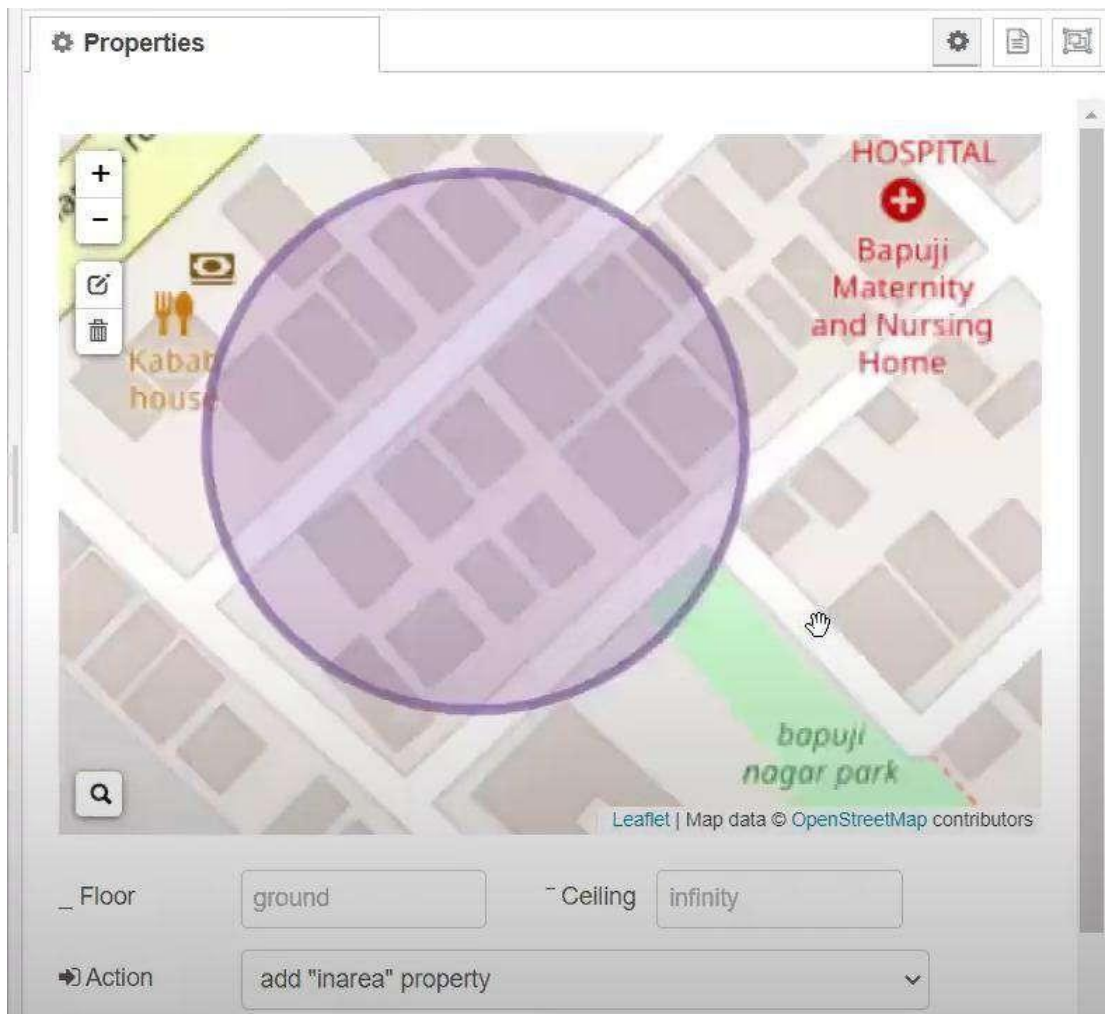 Properties
HOSPITAL
Bapuji
Maternity
and Nursing
Home
Kabab
house
bapuji
nagar park
Leaflet | Map data © OpenStreetMap contributors
Floor
ground
Ceiling
infinity
Action
add "inarea" property